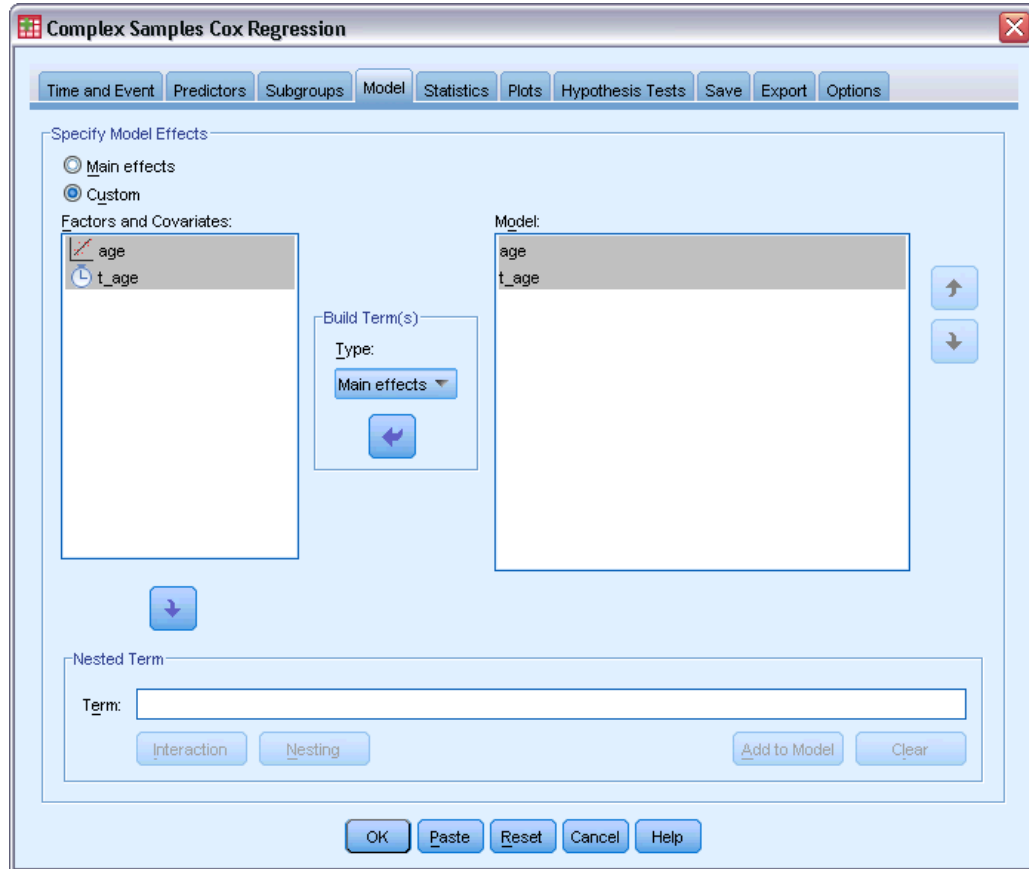 Complex Samples Cox Regression
Time and Event Predictors Subgroups Model Statistics Plots Hypothesis Tests Save Export Options
Specify Model Effects
Main effects
Custom
Factors and Covariates:
age
t_age
Build Term(s)
Type:
Main effects
Model:
age
t_age
Nested Term
Term:
Interaction Nesting Add to Model Clear
OK Paste Reset Cancel Help